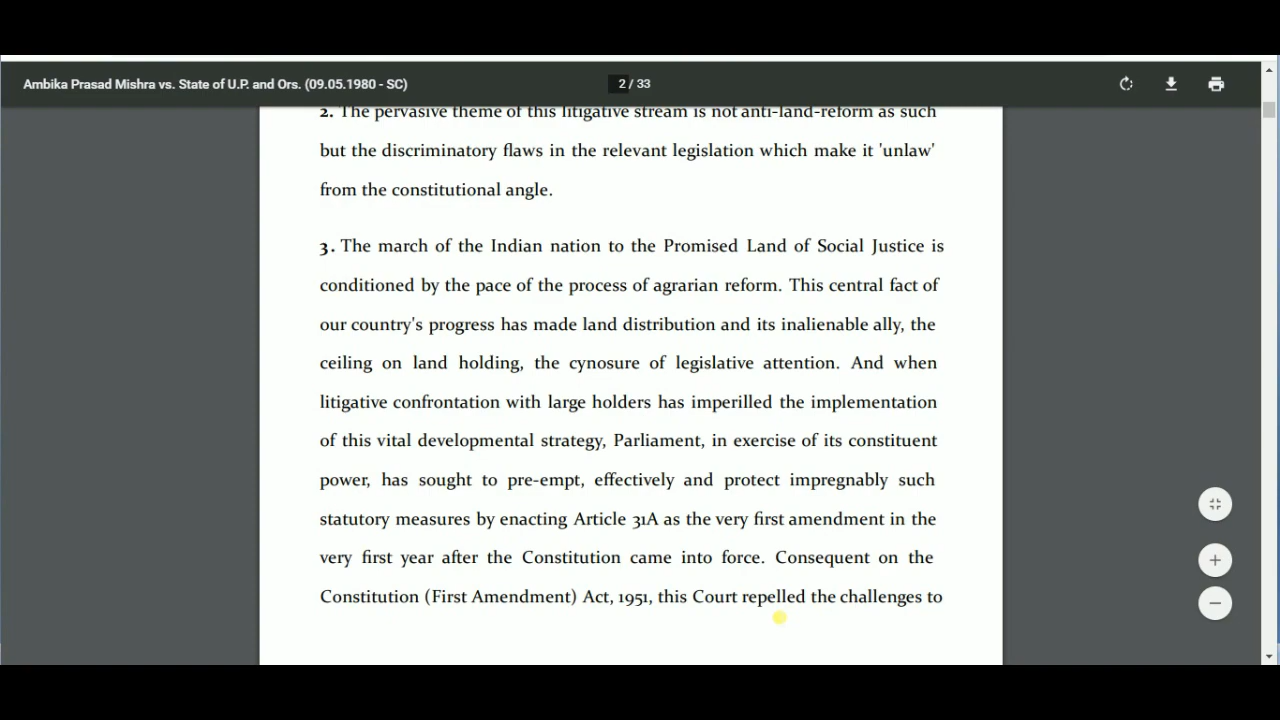 Ambika Prasad Mishra vs. State of U.P. and Ors. (09.05.1980 - SC)
2 / 33
2. The pervasive theme of this litigative stream is not anti-land-reform as such
but the discriminatory flaws in the relevant legislation which make it 'unlaw'
from the constitutional angle.
3. The march of the Indian nation to the Promised Land of Social Justice is
conditioned by the pace of the process of agrarian reform. This central fact of
our country's progress has made land distribution and its inalienable ally, the
ceiling on land holding, the cynosure of legislative attention. And when
litigative confrontation with large holders has imperilled the implementation
of this vital developmental strategy, Parliament, in exercise of its constituent
power, has sought to pre-empt, effectively and protect impregnably such
statutory measures by enacting Article 31A as the very first amendment in the
very first year after the Constitution came into force. Consequent on the
Constitution (First Amendment) Act, 1951, this Court repelled the challenges to